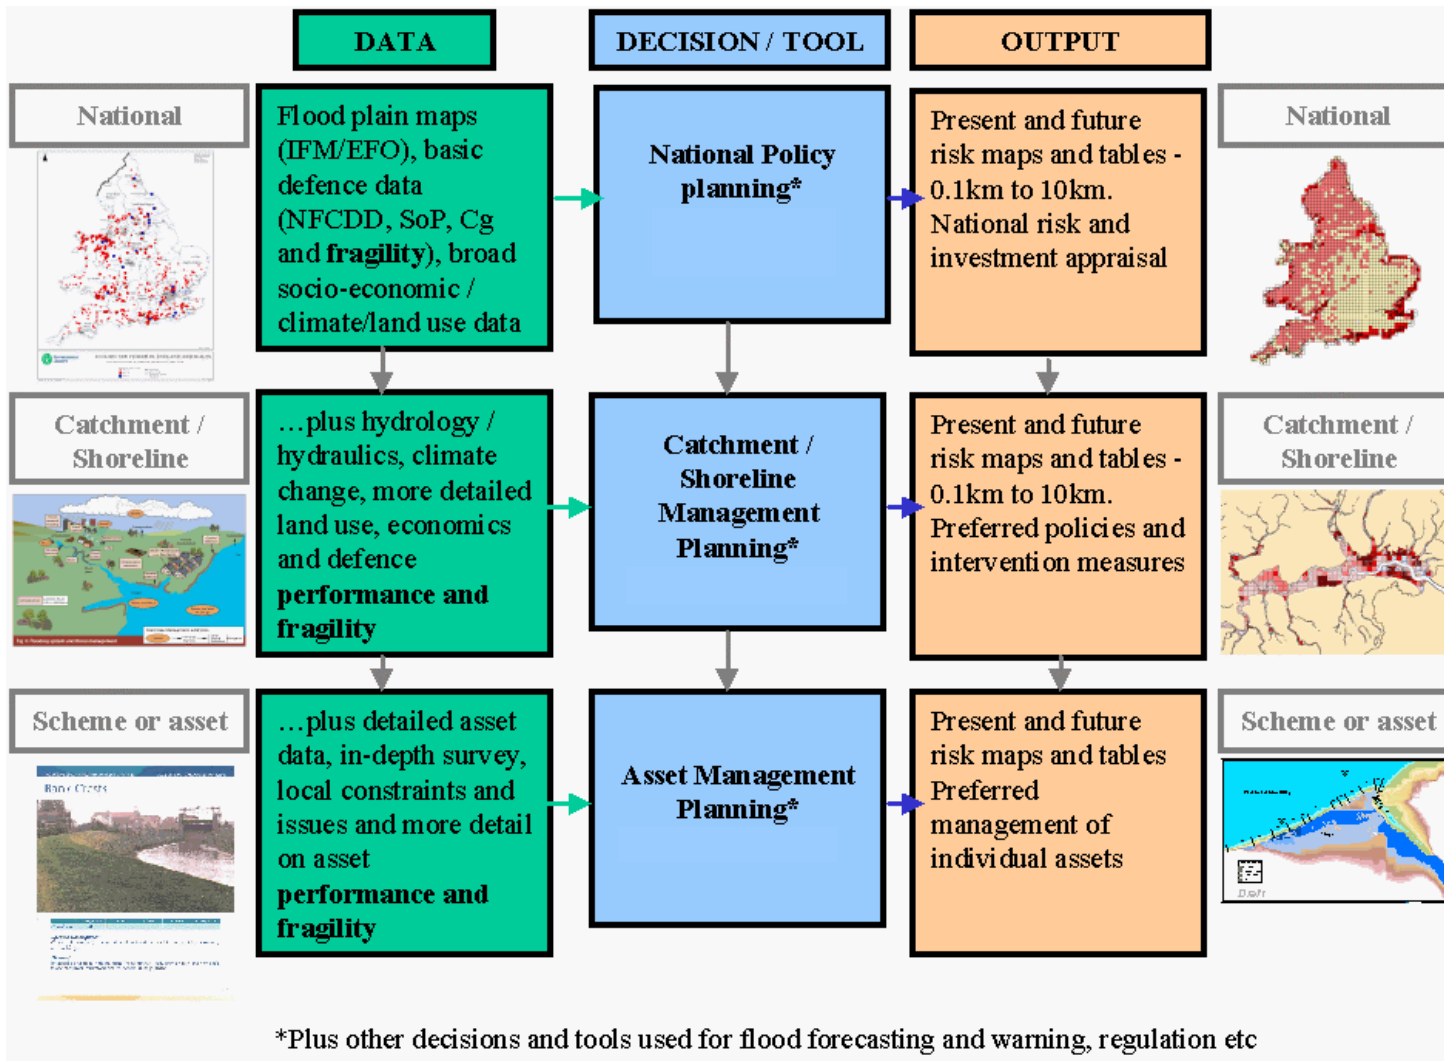 DATA
DECISION / TOOL
OUTPUT
National
Flood plain maps
(IFM/EFO), basic
defence data
(NFCDD, SoP, Cg
and fragility), broad
socio-economic /
climate/land use data
National Policy
planning*
Present and future
risk maps and tables -
0.1km to 10km.
National risk and
investment appraisal
National
Catchment /
Shoreline
…plus hydrology /
hydraulics, climate
change, more detailed
land use, economics
and defence
performance and
fragility
Catchment /
Shoreline
Management
Planning*
Present and future
risk maps and tables -
0.1km to 10km.
Preferred policies and
intervention measures
Catchment /
Shoreline
Scheme or asset
Bank Crests
…plus detailed asset
data, in-depth survey,
local constraints and
issues and more detail
on asset
performance and
fragility
Asset Management
Planning*
Present and future
risk maps and tables
Preferred
management of
individual assets
Scheme or asset
Draft
*Plus other decisions and tools used for flood forecasting and warning, regulation etc